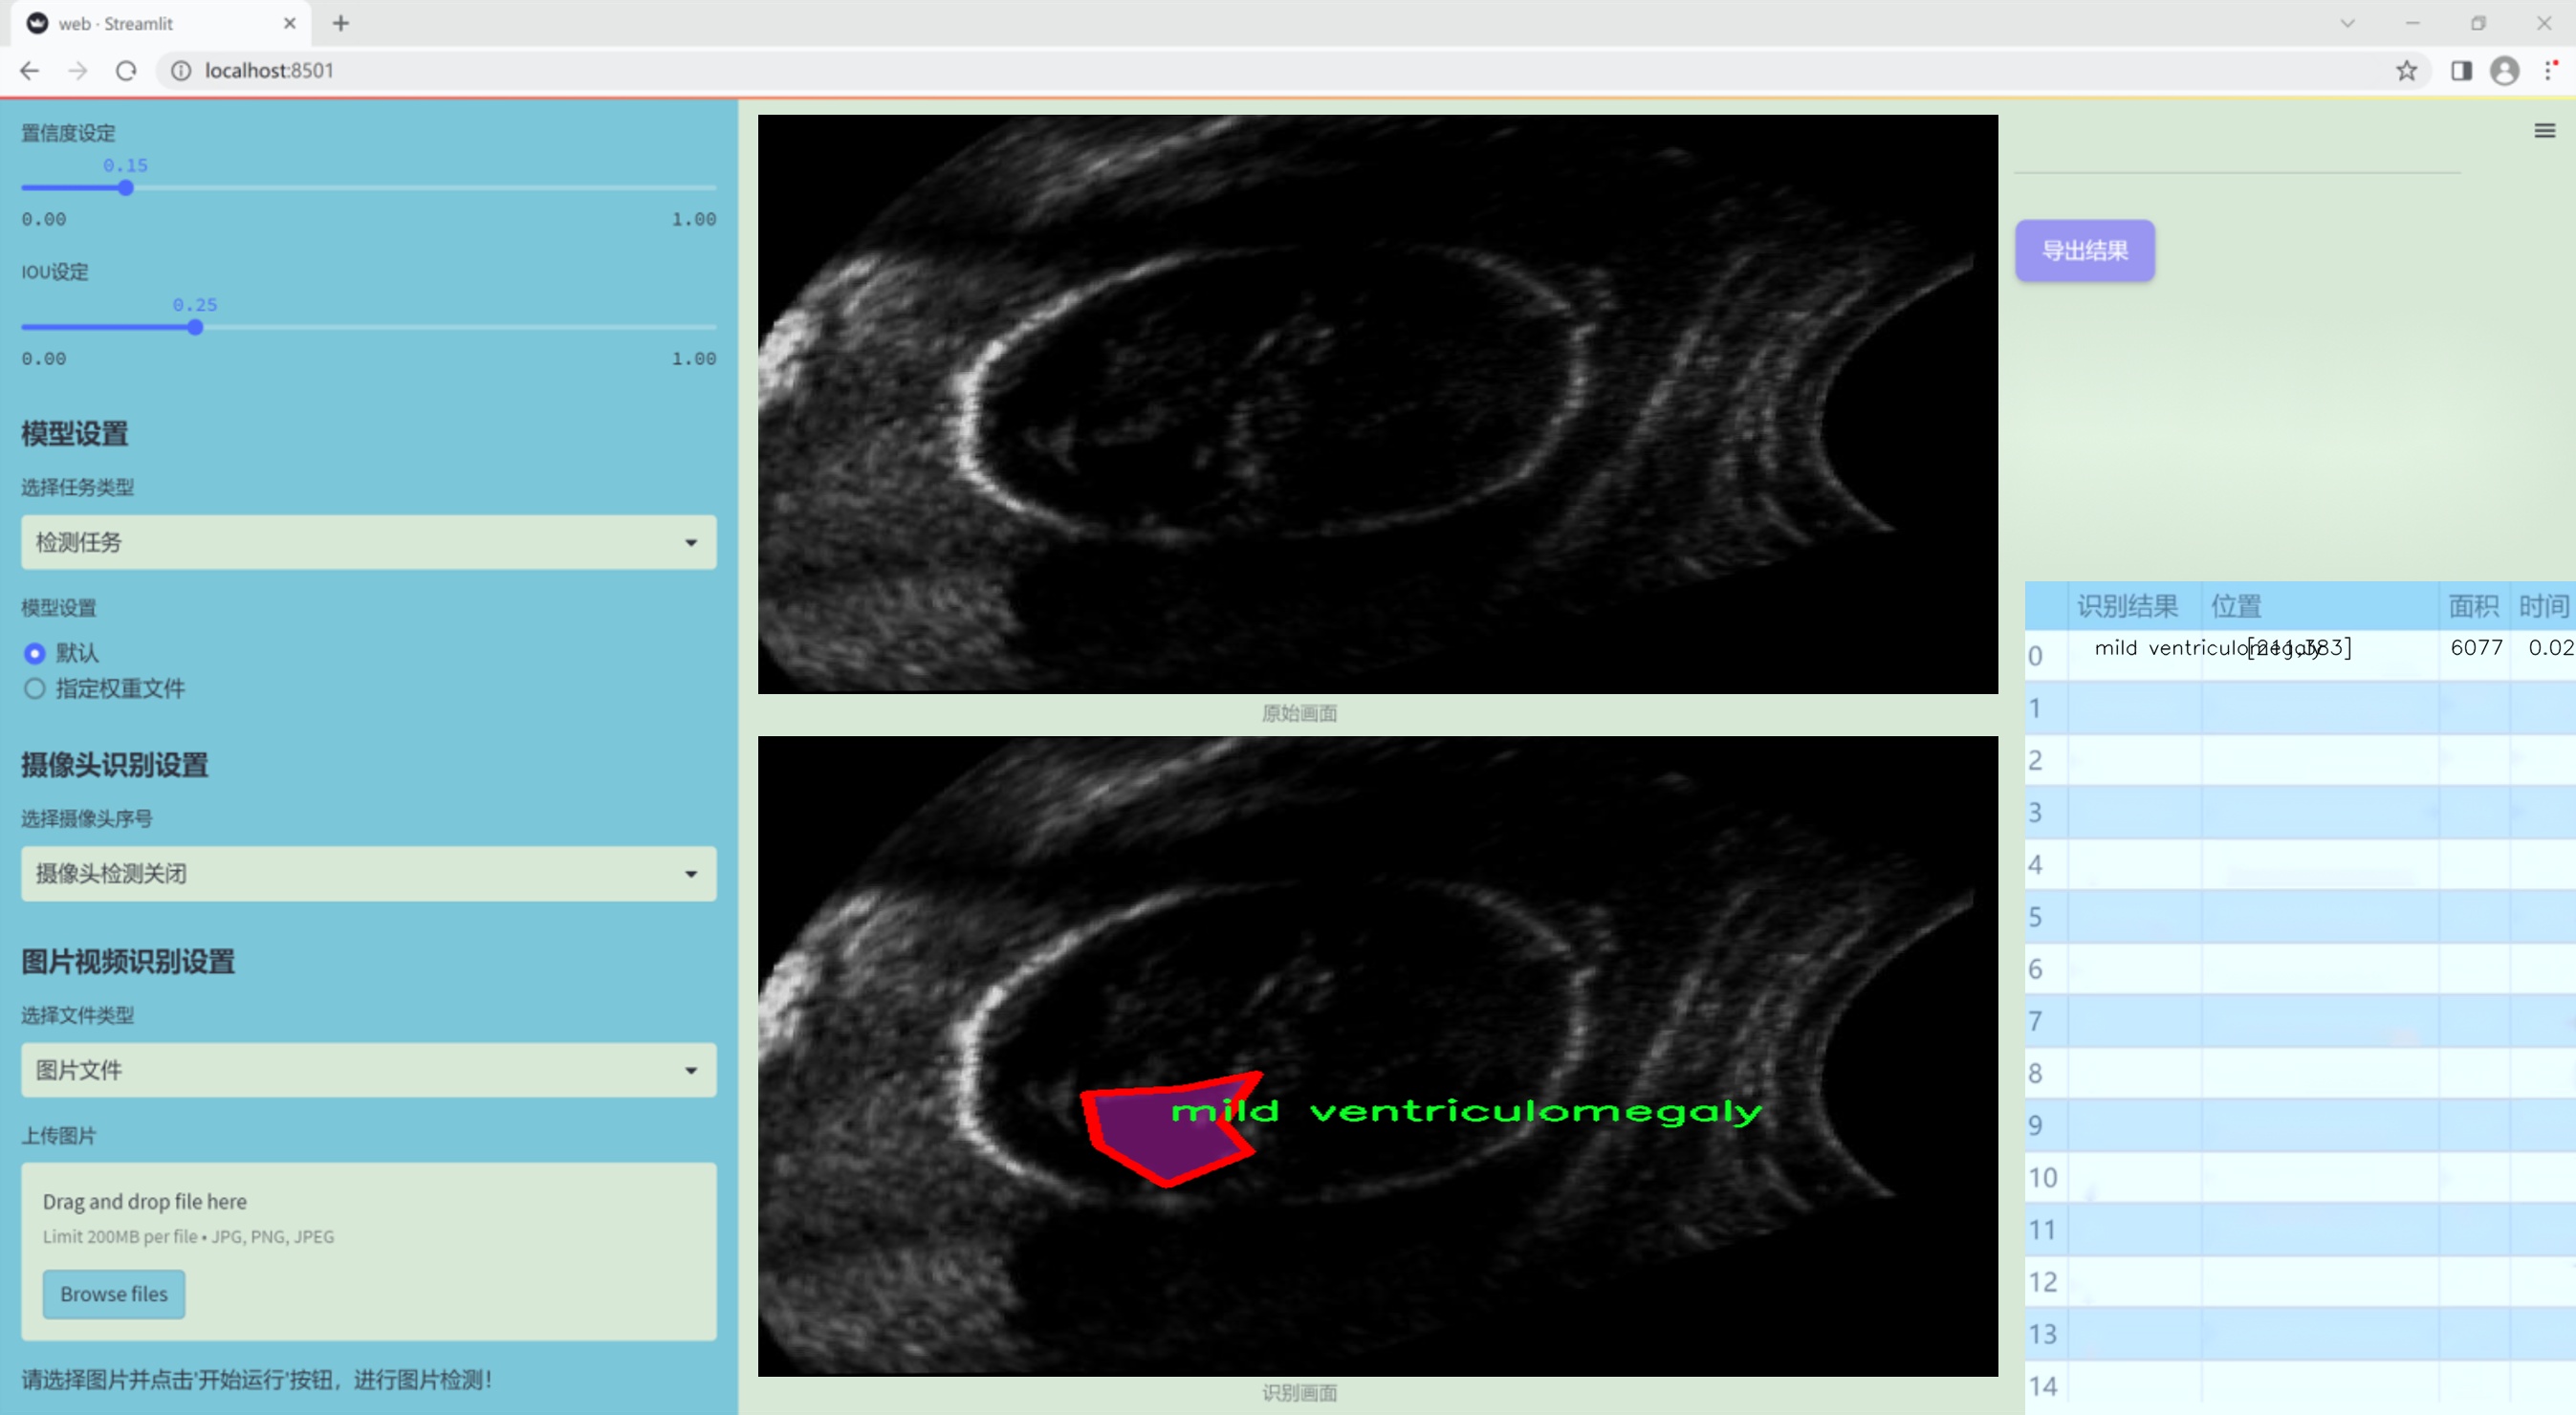 web · Streamlit
localhost:8501
置信度设定
0.15
0.00 1.00
IOU设定
0.25
0.00 1.00
模型设置
选择任务类型
检测任务
模型设置
默认
指定权重文件
摄像头识别设置
选择摄像头序号
摄像头检测关闭
图片视频识别设置
选择文件类型
图片文件
上传图片
Drag and drop file here
Limit 200MB per file • JPG, PNG, JPEG
Browse files
请选择图片并点击'开始运行'按钮，进行图片检测！
原始画面
mild ventriculomegaly
识别画面
导出结果
识别结果 位置 面积 时间
0 mild ventriculomegaly [211,383] 6077 0.02
1
2
3
4
5
6
7
8
9
10
11
12
13
14